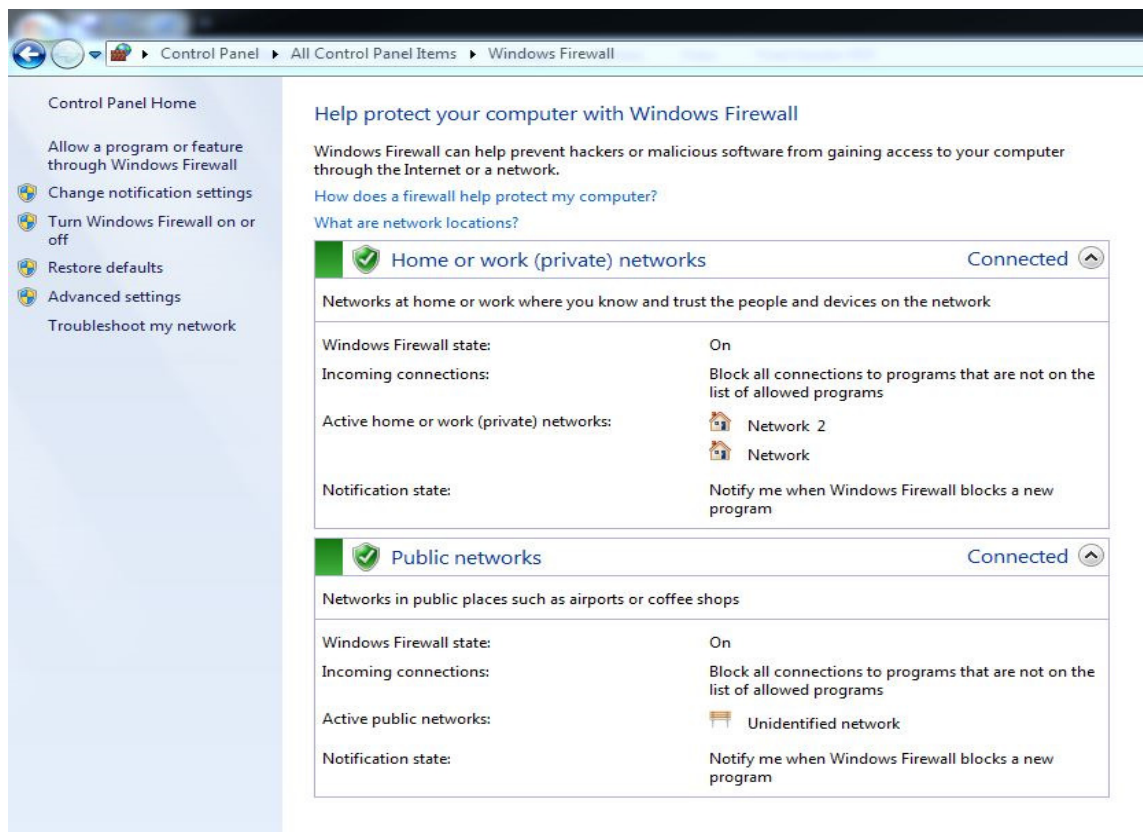 Control Panel ▸ All Control Panel Items ▸ Windows Firewall
Control Panel Home
Allow a program or feature
through Windows Firewall
Change notification settings
Turn Windows Firewall on or
off
Restore defaults
Advanced settings
Troubleshoot my network
Help protect your computer with Windows Firewall
Windows Firewall can help prevent hackers or malicious software from gaining access to your computer
through the Internet or a network.
How does a firewall help protect my computer?
What are network locations?
Home or work (private) networks Connected
Networks at home or work where you know and trust the people and devices on the network
Windows Firewall state: On
Incoming connections: Block all connections to programs that are not on the
list of allowed programs
Active home or work (private) networks: Network 2
Network
Notification state: Notify me when Windows Firewall blocks a new
program
Public networks Connected
Networks in public places such as airports or coffee shops
Windows Firewall state: On
Incoming connections: Block all connections to programs that are not on the
list of allowed programs
Active public networks: Unidentified network
Notification state: Notify me when Windows Firewall blocks a new
program